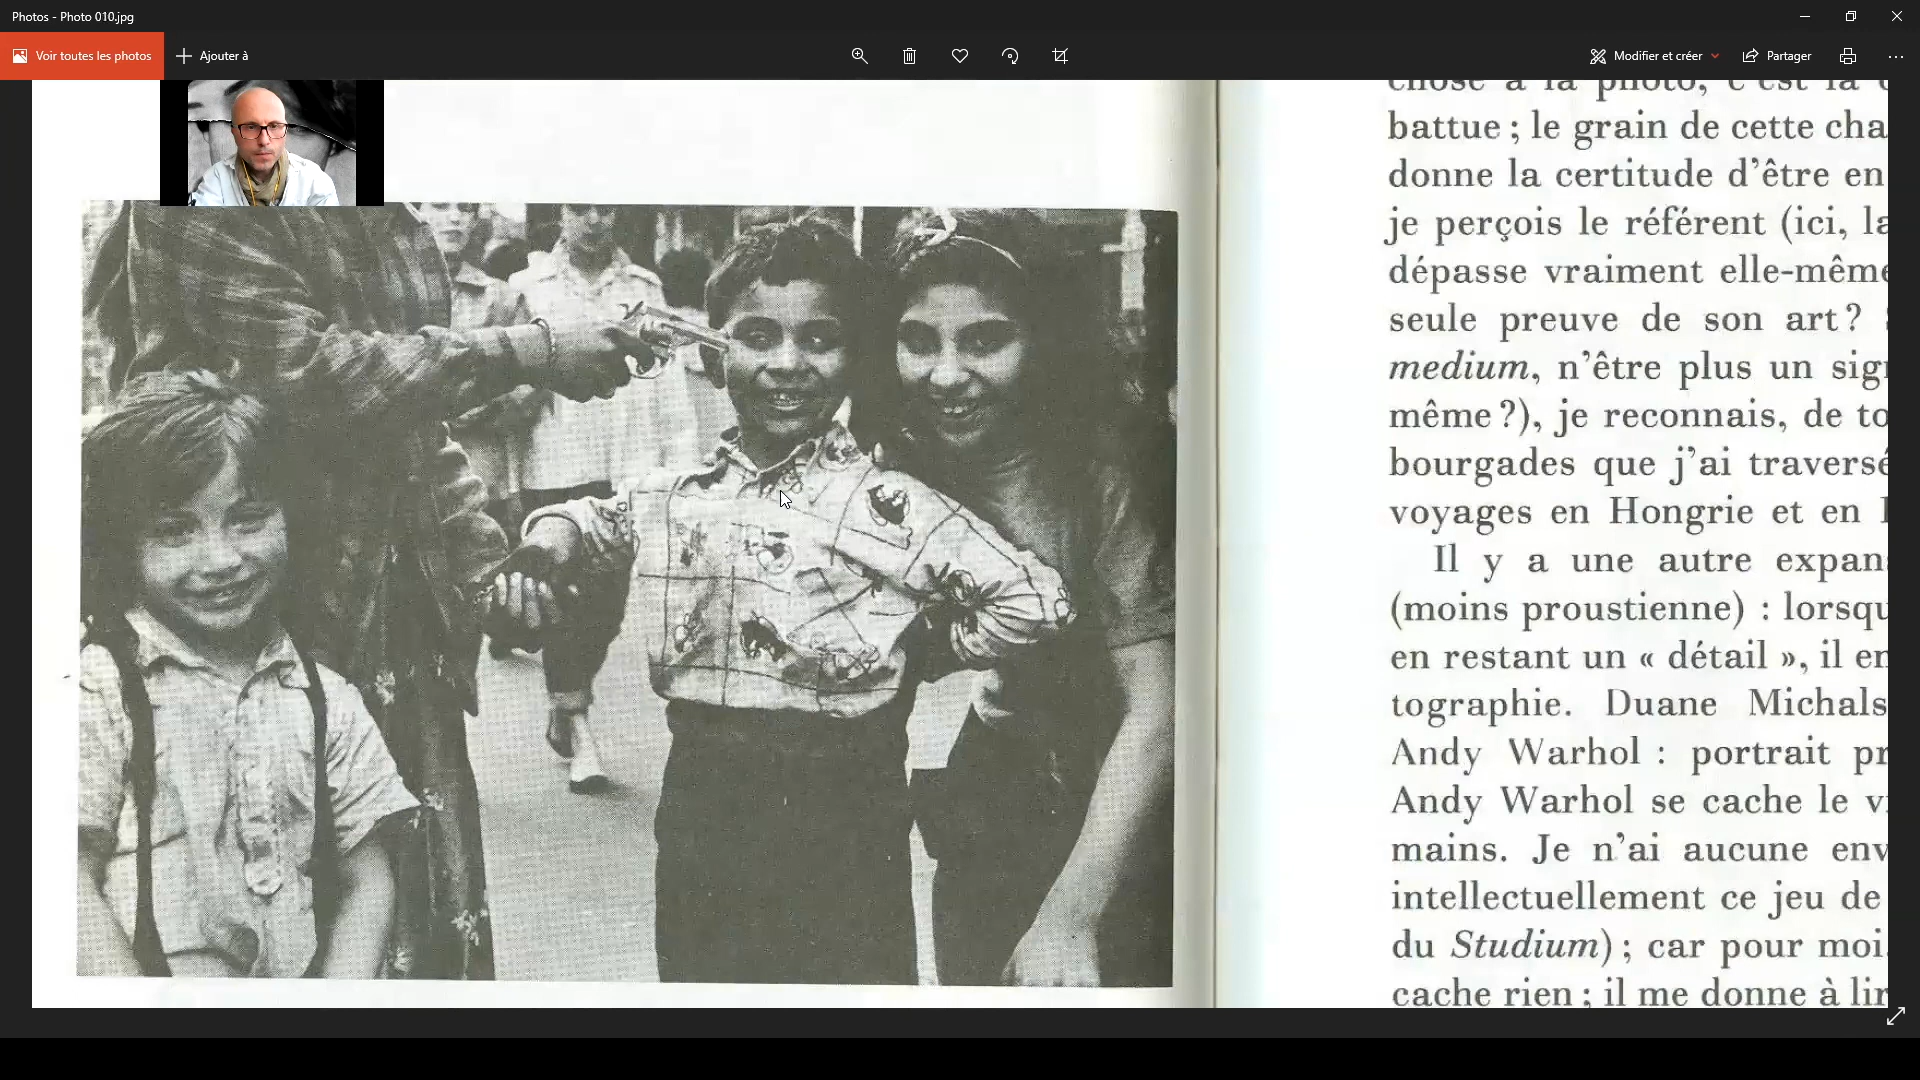 Photos - Photo 010.jpg
Voir toutes les photos
Ajouter à
Modifier et créer
Partager
chose à la photo, c'est la
battue ; le grain de cette cha
donne la certitude d'être en
je perçois le référent (ici, la
dépasse vraiment elle-même
seule preuve de son art ?
medium, n'être plus un sig
même ?), je reconnais, de to
bourgades que j'ai traversé
voyages en Hongrie et en
Il y a une autre expan
(moins proustienne) : lorsqu
en restant un « détail », il en
tographie. Duane Michals
Andy Warhol : portrait pr
Andy Warhol se cache le v
mains. Je n'ai aucune env
intellectuellement ce jeu de
du Studium) ; car pour moi
cache rien ; il me donne à lir